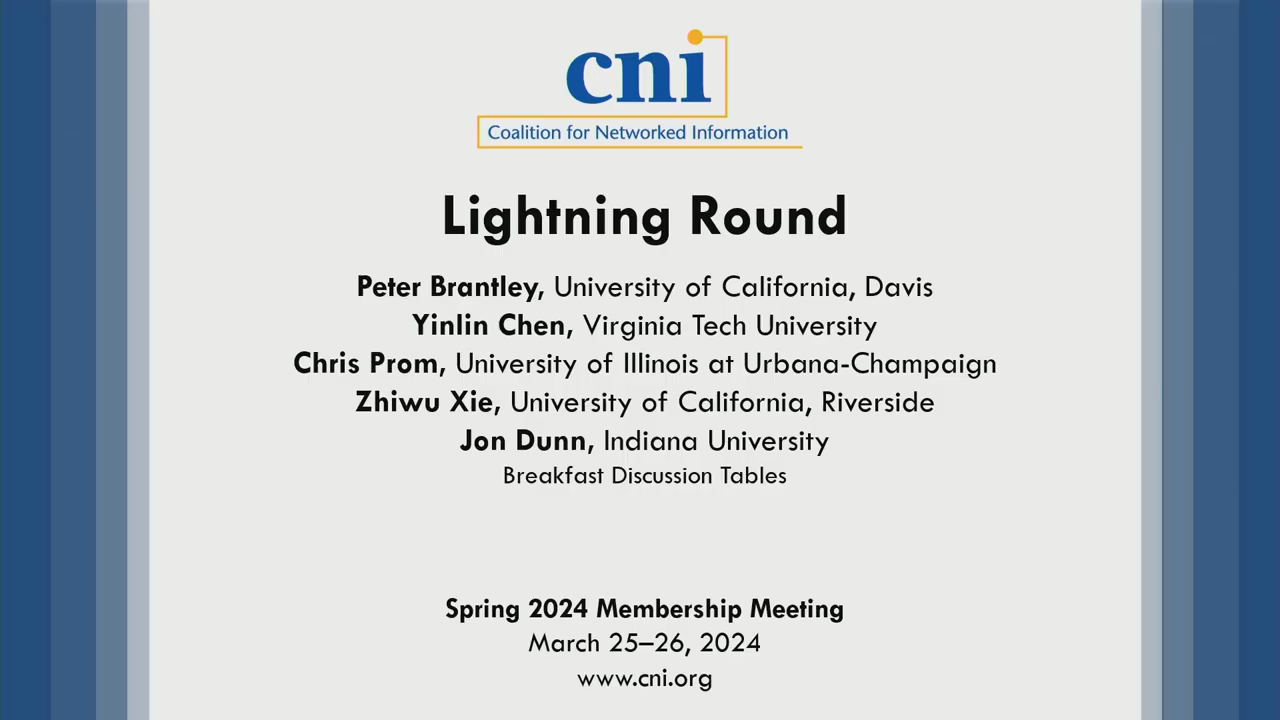 cni
Coalition for Networked Information
Lightning Round
Peter Brantley, University of California, Davis
Yinlin Chen, Virginia Tech University
Chris Prom, University of Illinois at Urbana-Champaign
Zhiwu Xie, University of California, Riverside
Jon Dunn, Indiana University
Breakfast Discussion Tables
Spring 2024 Membership Meeting
March 25–26, 2024
www.cni.org